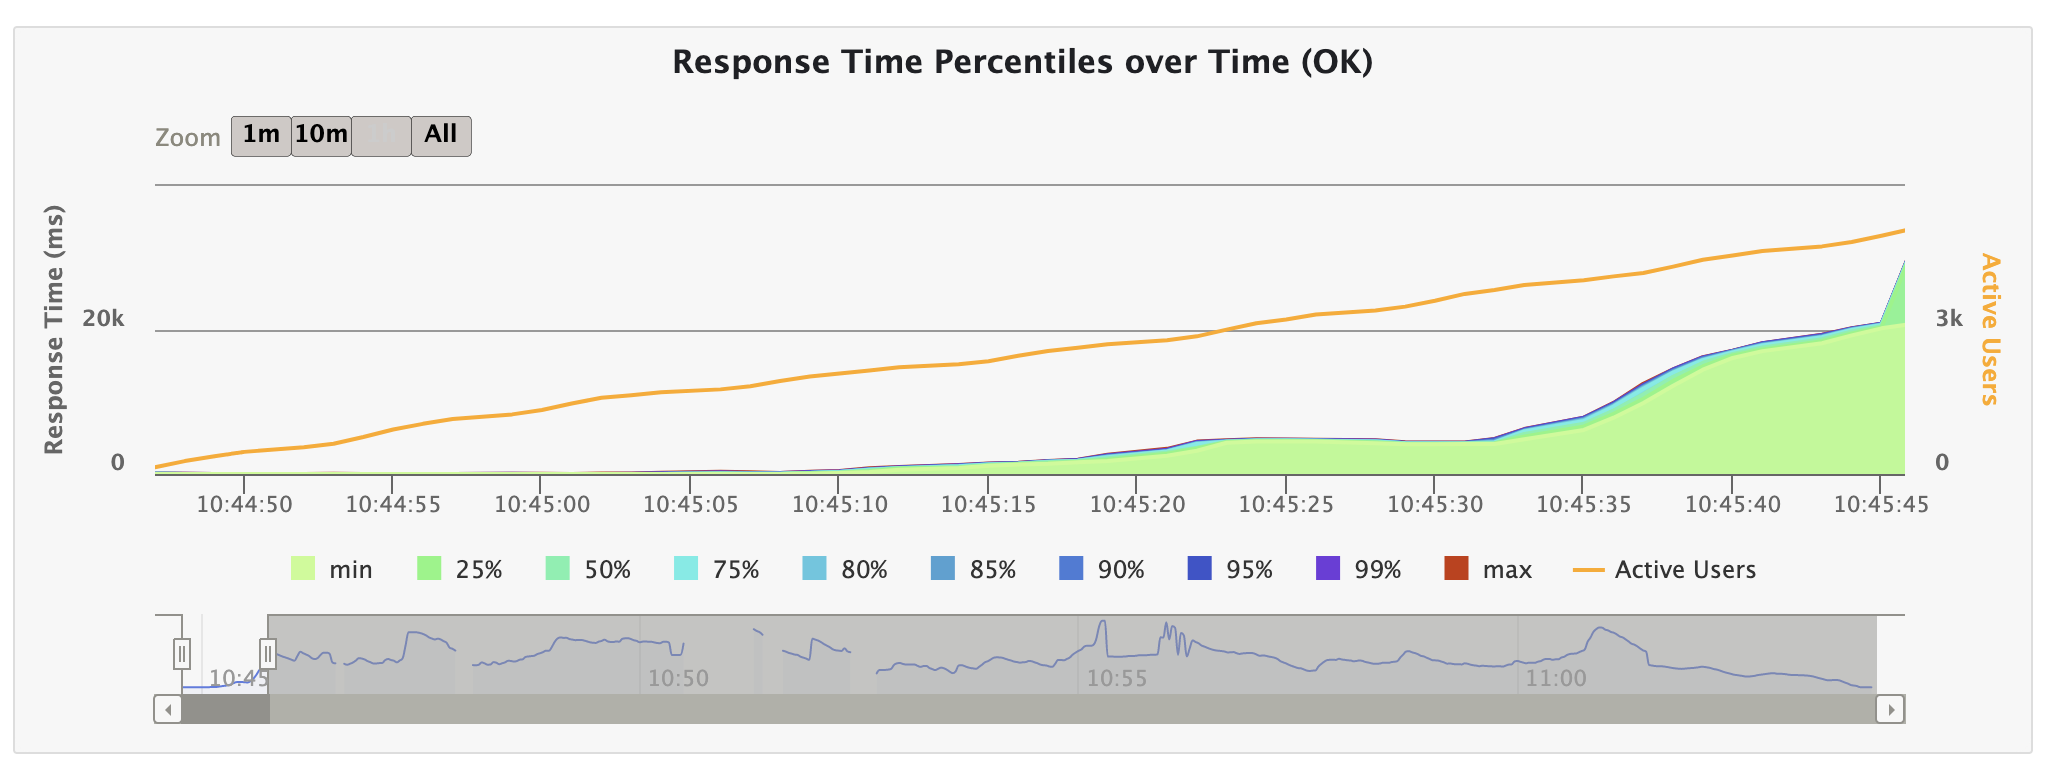 Response Time Percentiles over Time (OK)
Zoom 1m 10m 1h All
Response Time (ms)
20k
0
3k
0
Active Users
10:44:50 10:44:55 10:45:00 10:45:05 10:45:10 10:45:15 10:45:20 10:45:25 10:45:30 10:45:35 10:45:40 10:45:45
min 25% 50% 75% 80% 85% 90% 95% 99% max Active Users
10:45 10:50 10:55 11:00